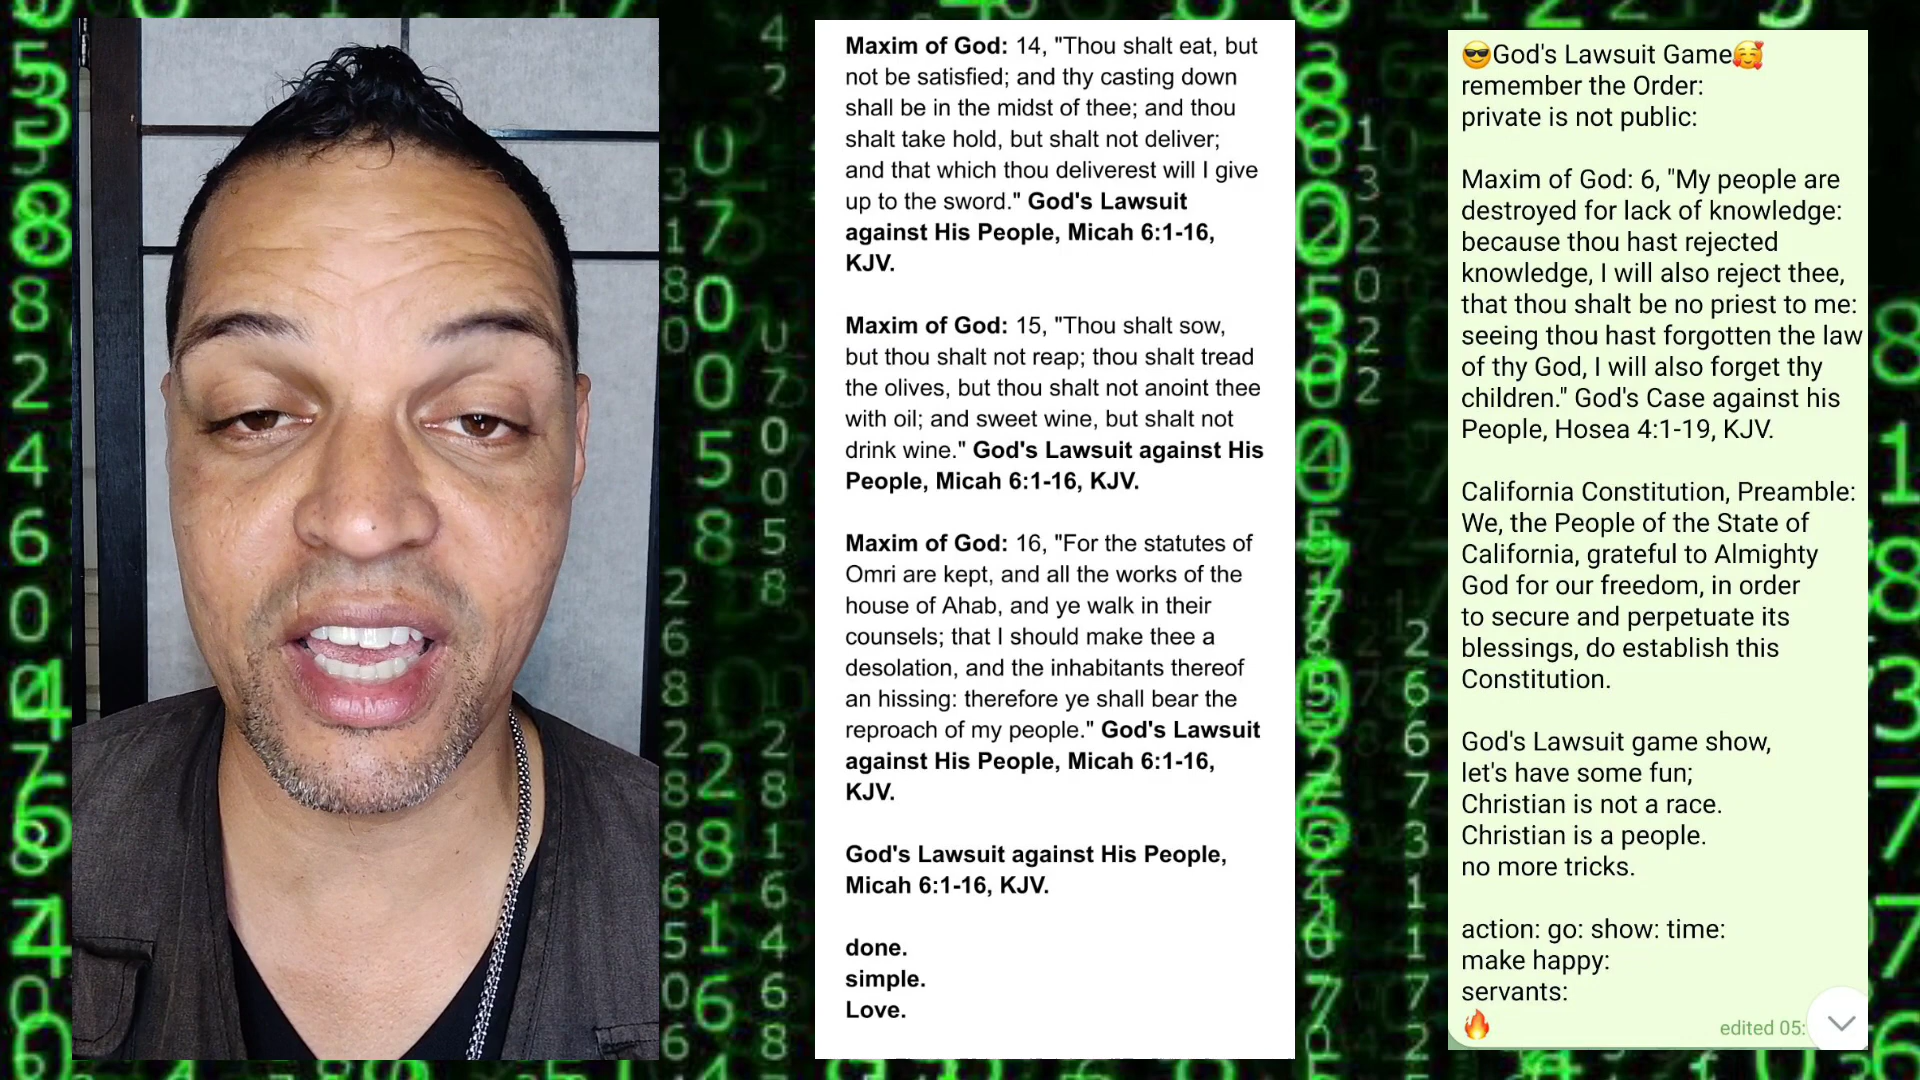 Maxim of God: 14, "Thou shalt eat, but
not be satisfied; and thy casting down
shall be in the midst of thee; and thou
shalt take hold, but shalt not deliver;
and that which thou deliverest will I give
up to the sword." God's Lawsuit
against His People, Micah 6:1-16,
KJV.
Maxim of God: 15, "Thou shalt sow,
but thou shalt not reap; thou shalt tread
the olives, but thou shalt not anoint thee
with oil; and sweet wine, but shalt not
drink wine." God's Lawsuit against His
People, Micah 6:1-16, KJV.
Maxim of God: 16, "For the statutes of
Omri are kept, and all the works of the
house of Ahab, and ye walk in their
counsels; that I should make thee a
desolation, and the inhabitants thereof
an hissing: therefore ye shall bear the
reproach of my people." God's Lawsuit
against His People, Micah 6:1-16,
KJV.
God's Lawsuit against His People,
Micah 6:1-16, KJV.
done.
simple.
Love.
😎God's Lawsuit Game🥰
remember the Order:
private is not public:
Maxim of God: 6, "My people are
destroyed for lack of knowledge:
because thou hast rejected
knowledge, I will also reject thee,
that thou shalt be no priest to me:
seeing thou hast forgotten the law
of thy God, I will also forget thy
children." God's Case against his
People, Hosea 4:1-19, KJV.
California Constitution, Preamble:
We, the People of the State of
California, grateful to Almighty
God for our freedom, in order
to secure and perpetuate its
blessings, do establish this
Constitution.
God's Lawsuit game show,
let's have some fun;
Christian is not a race.
Christian is a people.
no more tricks.
action: go: show: time:
make happy:
servants:
🔥
edited 05: